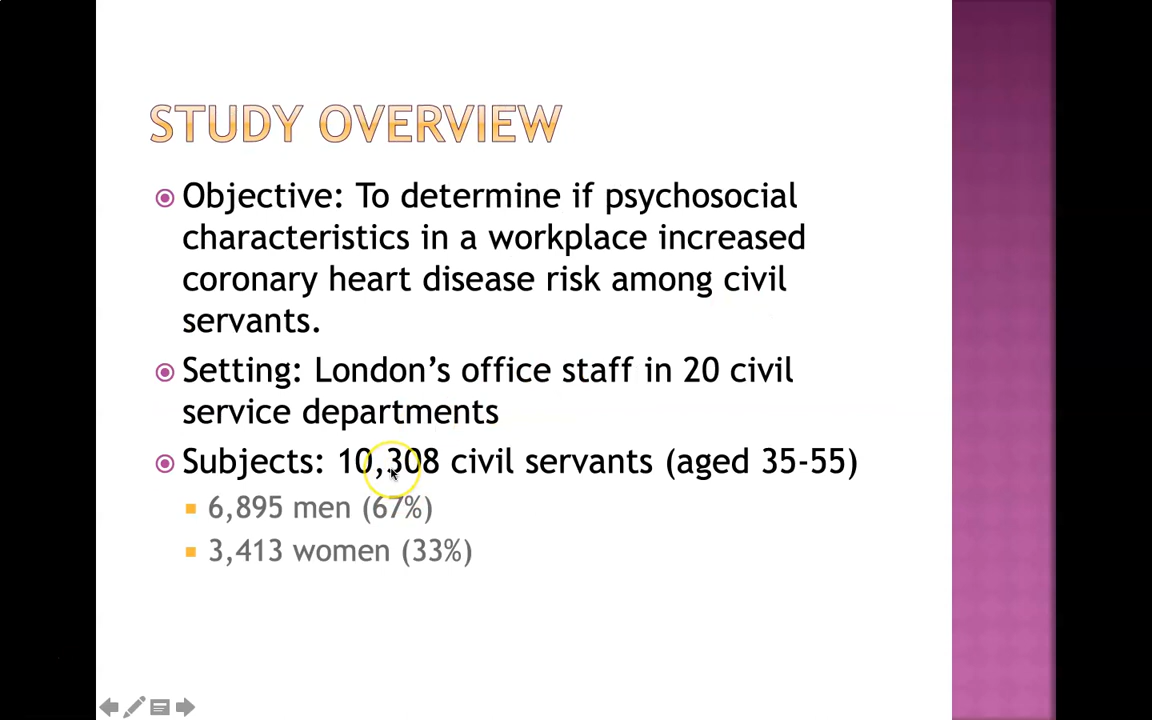 STUDY OVERVIEW
Objective: To determine if psychosocial
characteristics in a workplace increased
coronary heart disease risk among civil
servants.
Setting: London’s office staff in 20 civil
service departments
Subjects: 10,308 civil servants (aged 35-55)
6,895 men (67%)
3,413 women (33%)